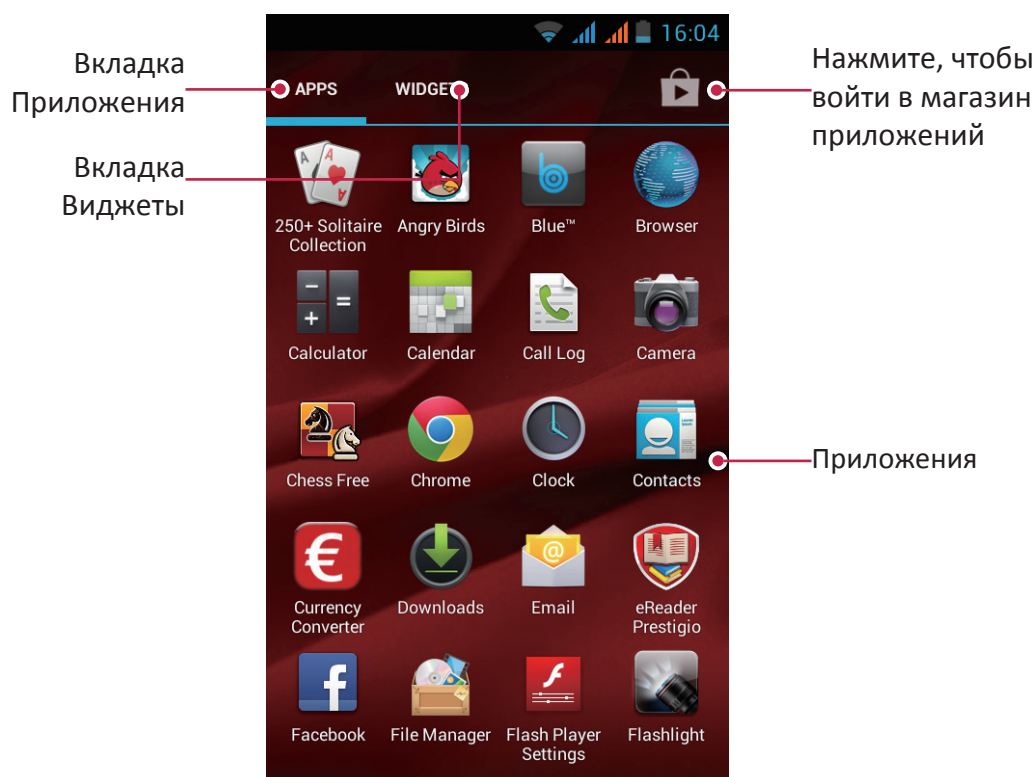 16:04
Вкладка
Приложения
APPS
WIDGET
Нажмите, чтобы
войти в магазин
приложений
Вкладка
Виджеты
250+ Solitaire
Collection
Angry Birds
Blue™
Browser
Calculator
Calendar
Call Log
Camera
Chess Free
Chrome
Clock
Contacts
Приложения
Currency
Converter
Downloads
Email
eReader
Prestigio
Facebook
File Manager
Flash Player
Settings
Flashlight